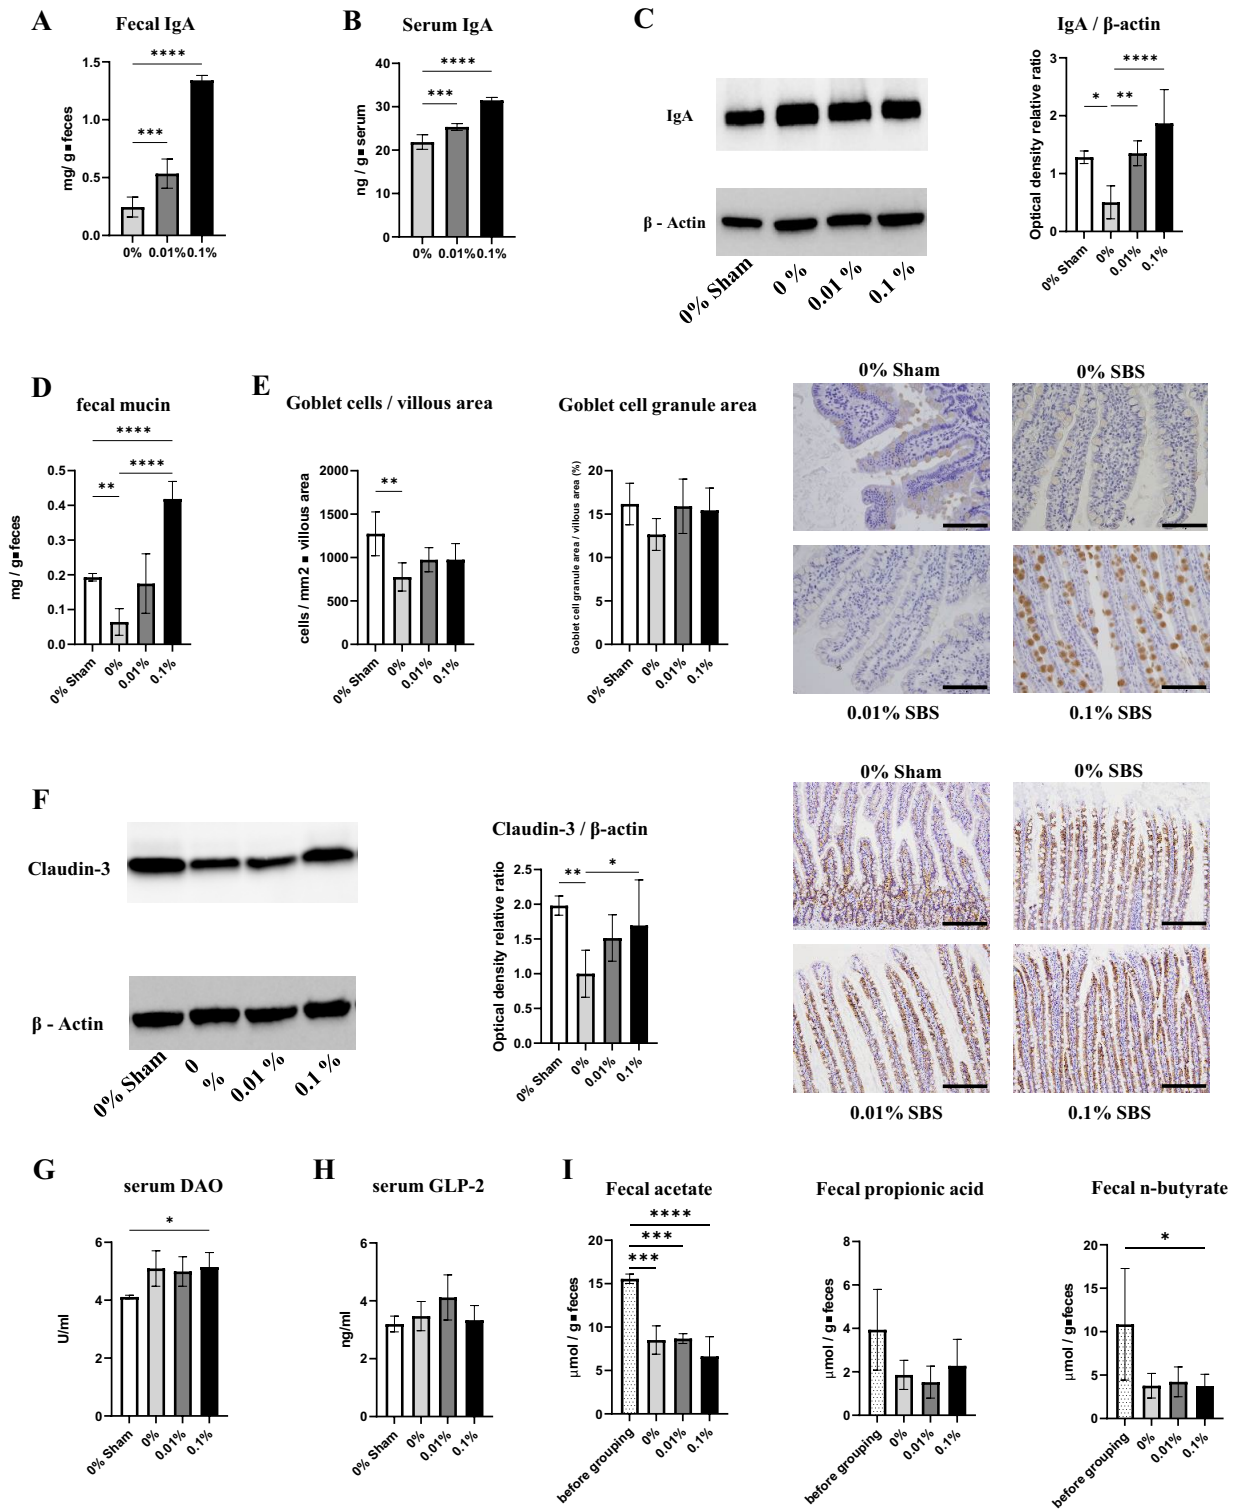 A
Fecal IgA
mg/ g■feces
****
***
1.5
1.0
0.5
0.0
0% 0.01% 0.1%
B
Serum IgA
ng / g■serum
****
***
40
30
20
10
0
0% 0.01% 0.1%
C
IgA
β - Actin
0% Sham 0 % 0.01 % 0.1 %
IgA / β-actin
Optical density relative ratio
****
* **
3
2
1
0
0% Sham 0% 0.01% 0.1%
D
fecal mucin
mg / g■feces
****
****
**
0.5
0.4
0.3
0.2
0.1
0.0
0% Sham 0% 0.01% 0.1%
E
Goblet cells / villous area
cells / mm2 ■ villous area
**
2000
1500
1000
500
0
0% Sham 0% 0.01% 0.1%
Goblet cell granule area
Goblet cell granule area / villous area (%)
20
15
10
5
0
0% Sham 0% 0.01% 0.1%
0% Sham 0% SBS
0.01% SBS 0.1% SBS
F
Claudin-3
β - Actin
0% Sham 0 % 0.01 % 0.1 %
Claudin-3 / β-actin
Optical density relative ratio
*
**
2.5
2.0
1.5
1.0
0.5
0.0
0% Sham 0% 0.01% 0.1%
0% Sham 0% SBS
0.01% SBS 0.1% SBS
G
serum DAO
U/ml
*
6
4
2
0
0% Sham 0% 0.01% 0.1%
H
serum GLP-2
ng/ml
6
4
2
0
0% Sham 0% 0.01% 0.1%
I
Fecal acetate
μmol / g■feces
****
***
***
20
15
10
5
0
before grouping 0% 0.01% 0.1%
Fecal propionic acid
μmol / g■feces
8
6
4
2
0
before grouping 0% 0.01% 0.1%
Fecal n-butyrate
μmol / g■feces
*
20
15
10
5
0
before grouping 0% 0.01% 0.1%